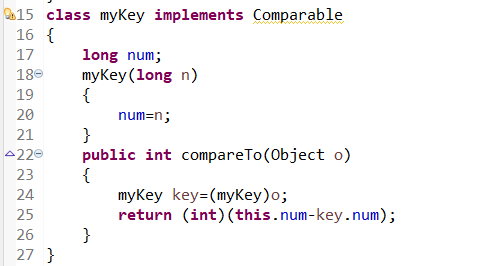 15 class myKey implements Comparable
16 {
17     long num;
18     myKey(long n)
19     {
20         num=n;
21     }
22     public int compareTo(Object o)
23     {
24         myKey key=(myKey)o;
25         return (int)(this.num-key.num);
26     }
27 }